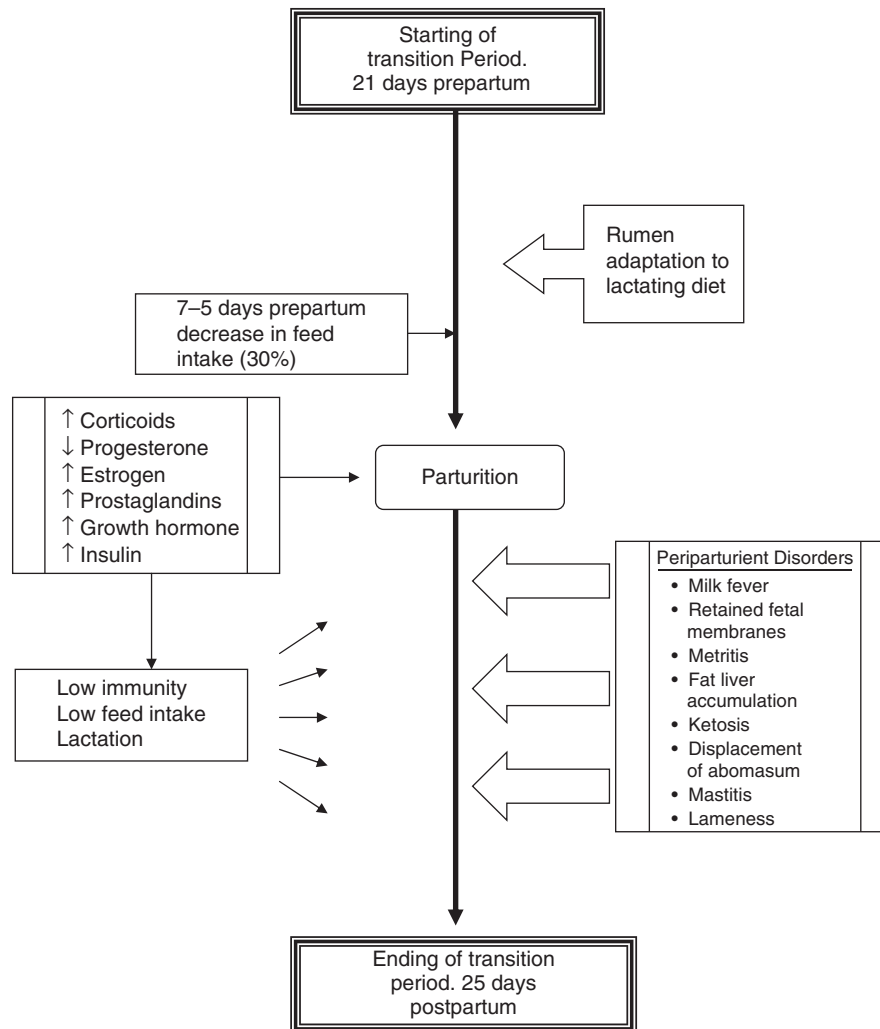 Starting of
transition Period.
21 days prepartum
Rumen
adaptation to
lactating diet
7–5 days prepartum
decrease in feed
intake (30%)
↑ Corticoids
↓ Progesterone
↑ Estrogen
↑ Prostaglandins
↑ Growth hormone
↑ Insulin
Parturition
Periparturient Disorders
• Milk fever
• Retained fetal
membranes
• Metritis
• Fat liver
accumulation
• Ketosis
• Displacement
of abomasum
• Mastitis
• Lameness
Low immunity
Low feed intake
Lactation
Ending of transition
period. 25 days
postpartum